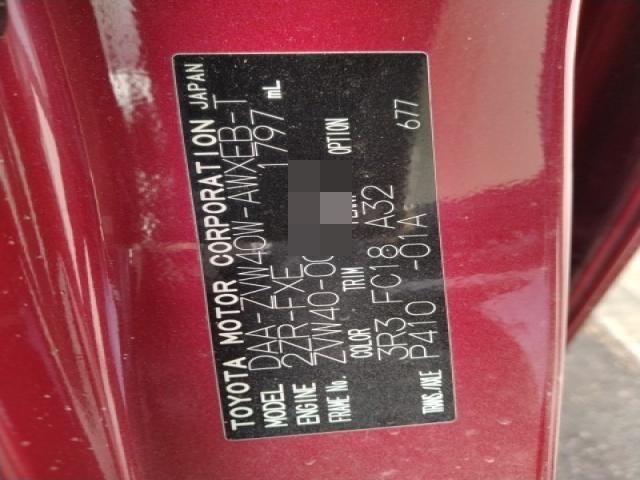 TOYOTA MOTOR CORPORATION JAPAN
MODEL DAA-ZVW40W-AWXEB-T
ENGINE 2ZR-FXE 1797 mL
FRAME No. ZVW40-00
COLOR TRIM OPTION
3R3 FC18 A32
TRANS./AXLE P410 -01A 677